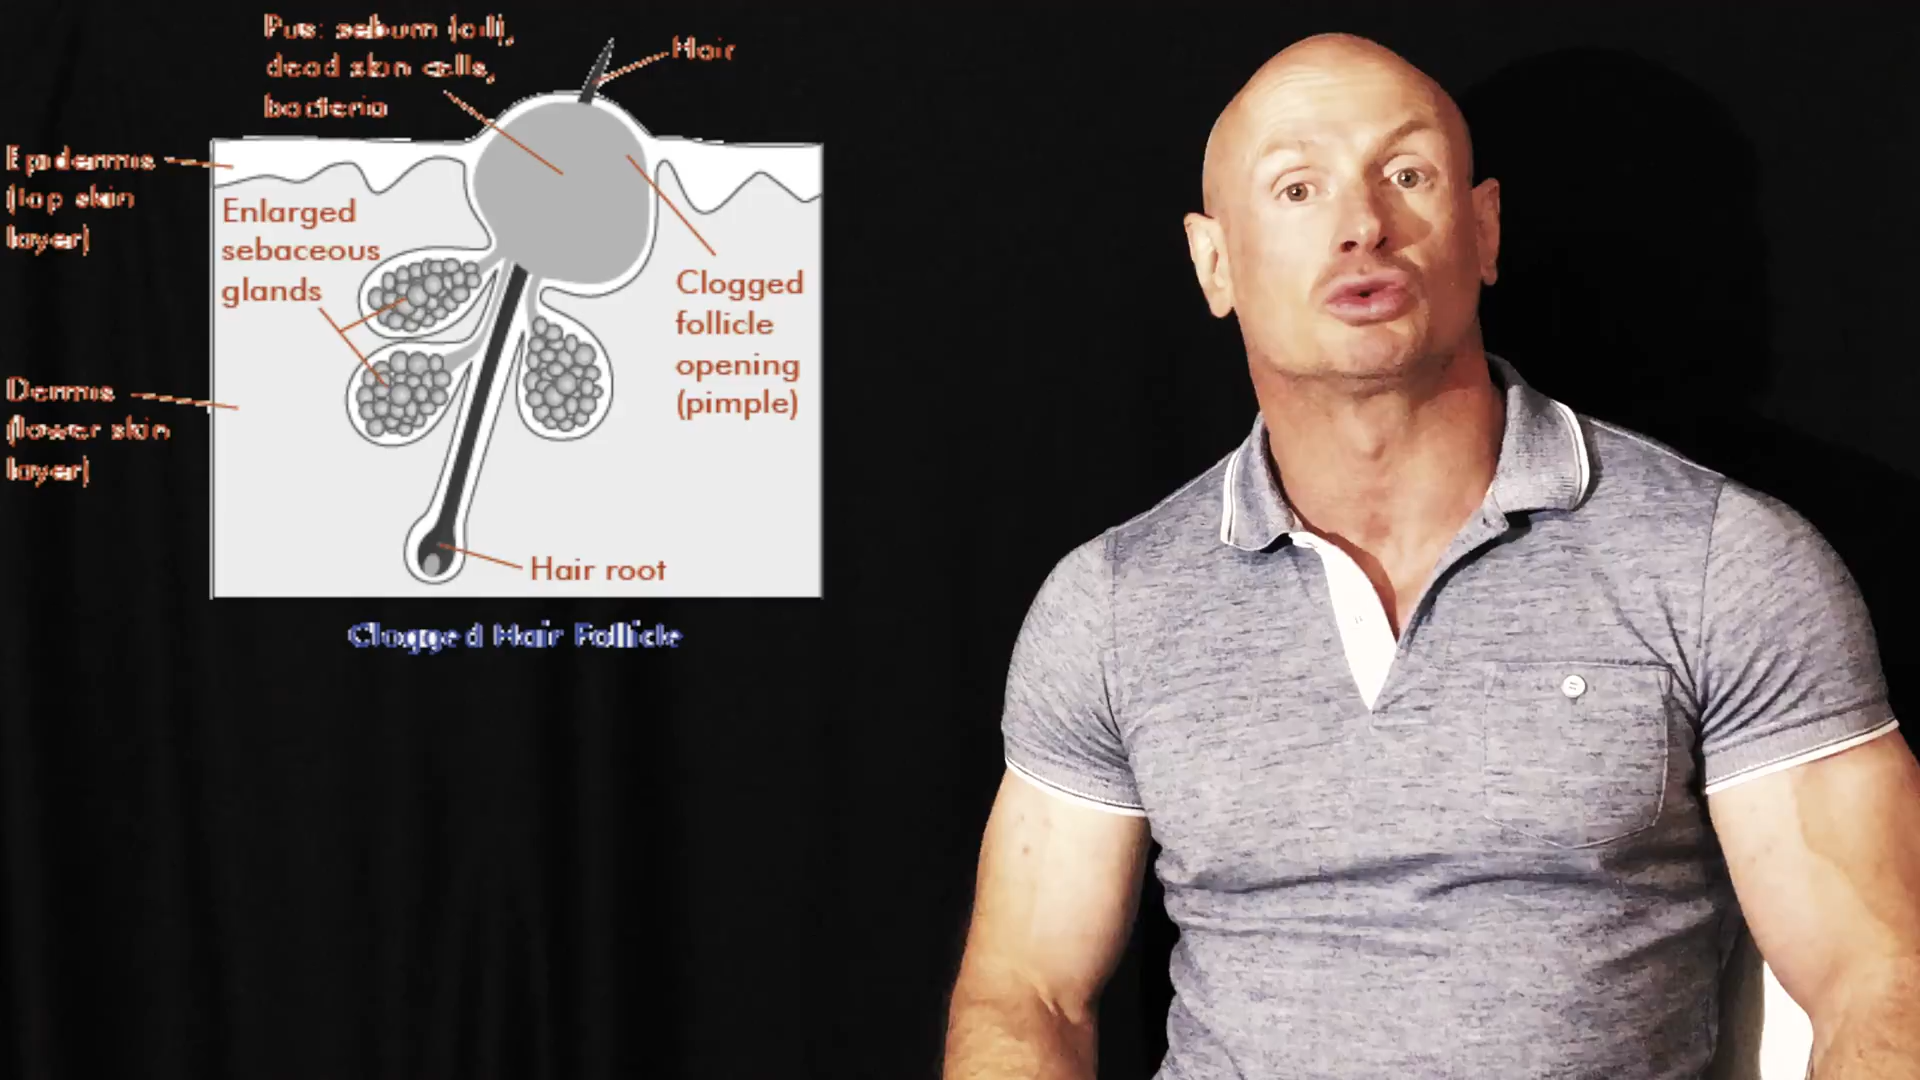 Pus: sebum (oil),
dead skin cells,
bacteria
Hair
Epidermis
(top skin
layer)
Enlarged
sebaceous
glands
Clogged
follicle
opening
(pimple)
Dermis
(lower skin
layer)
Hair root
Clogged Hair Follicle